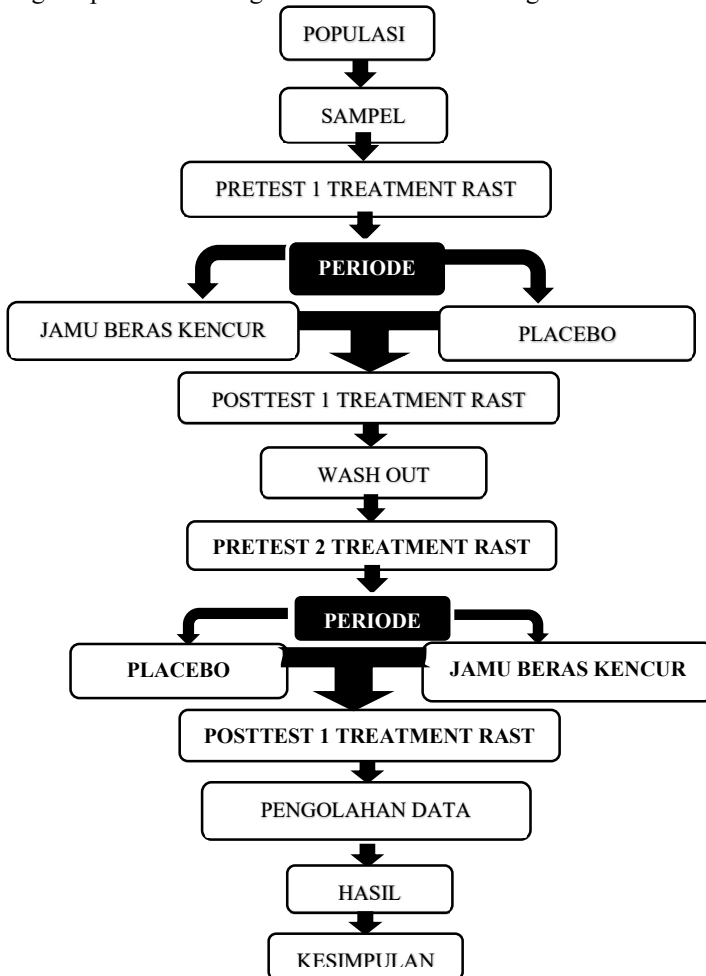 POPULASI
SAMPEL
PRETEST 1 TREATMENT RAST
PERIODE
JAMU BERAS KENCUR
PLACEBO
POSTTEST 1 TREATMENT RAST
WASH OUT
PRETEST 2 TREATMENT RAST
PERIODE
PLACEBO
JAMU BERAS KENCUR
POSTTEST 1 TREATMENT RAST
PENGOLAHAN DATA
HASIL
KESIMPULAN